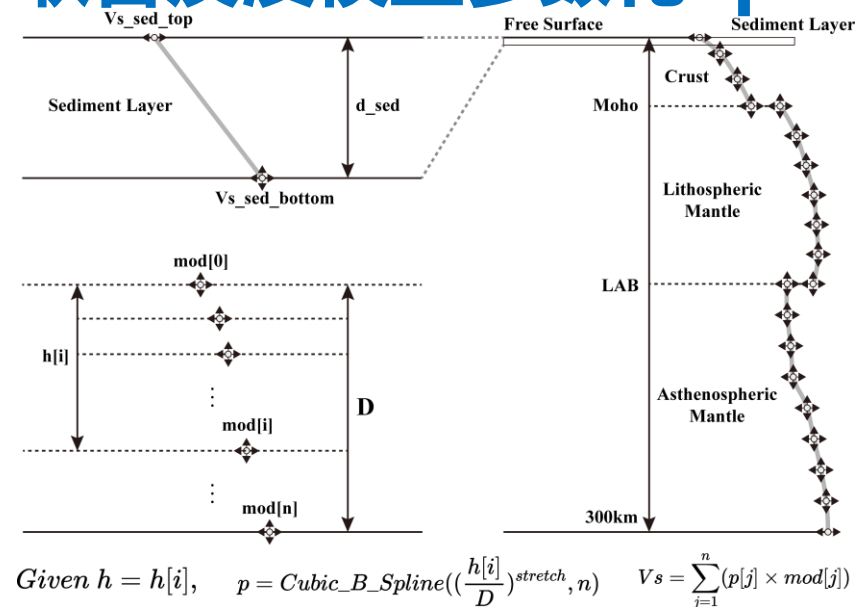 Vs_sed_top
Sediment Layer
d_sed
Vs_sed_bottom
Free Surface
Sediment Layer
Crust
Moho
Lithospheric
Mantle
LAB
Asthenospheric
Mantle
300km
mod[0]
h[i]
⋮
mod[i]
D
⋮
mod[n]
Given h = h[i],
p = Cubic_B_Spline((h[i]/D)^stretch, n)
Vs = ∑_{j=1}^{n}(p[j] × mod[j])